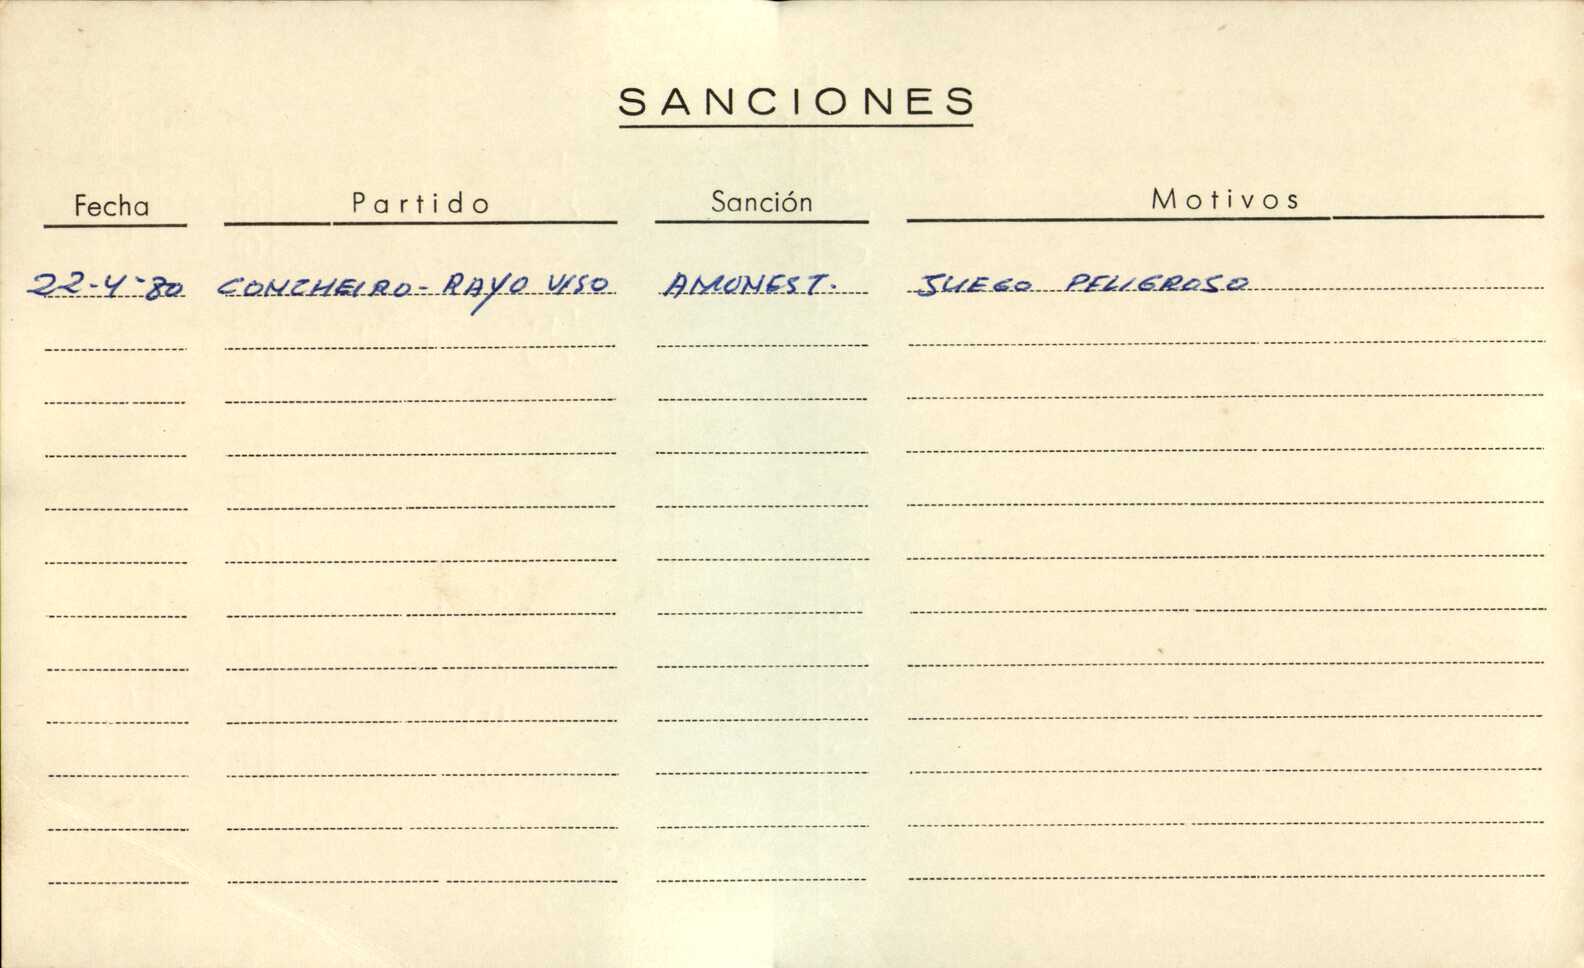 SANCIONES
Fecha Partido Sanción Motivos
22-4-80 CONCHEIRO - RAYO VISO AMONEST. JUEGO PELIGROSO